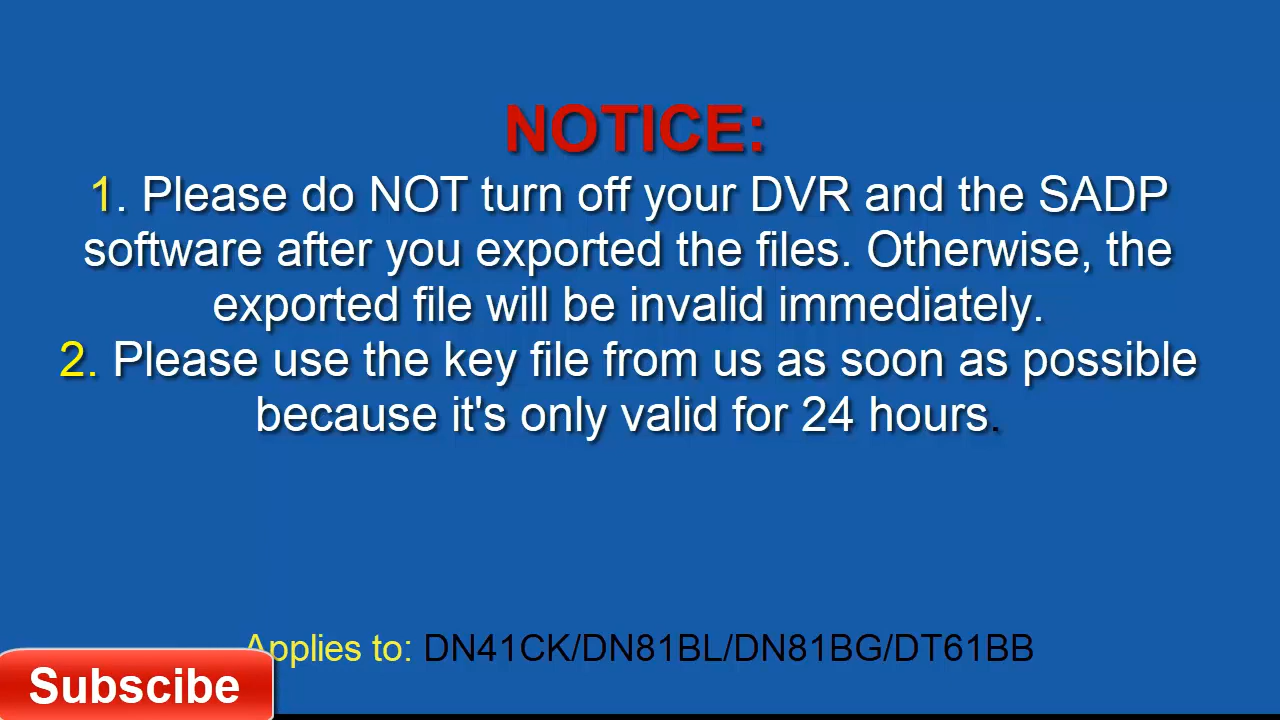 NOTICE:
1. Please do NOT turn off your DVR and the SADP
software after you exported the files. Otherwise, the
exported file will be invalid immediately.
2. Please use the key file from us as soon as possible
because it's only valid for 24 hours.
Applies to: DN41CK/DN81BL/DN81BG/DT61BB
Subscibe